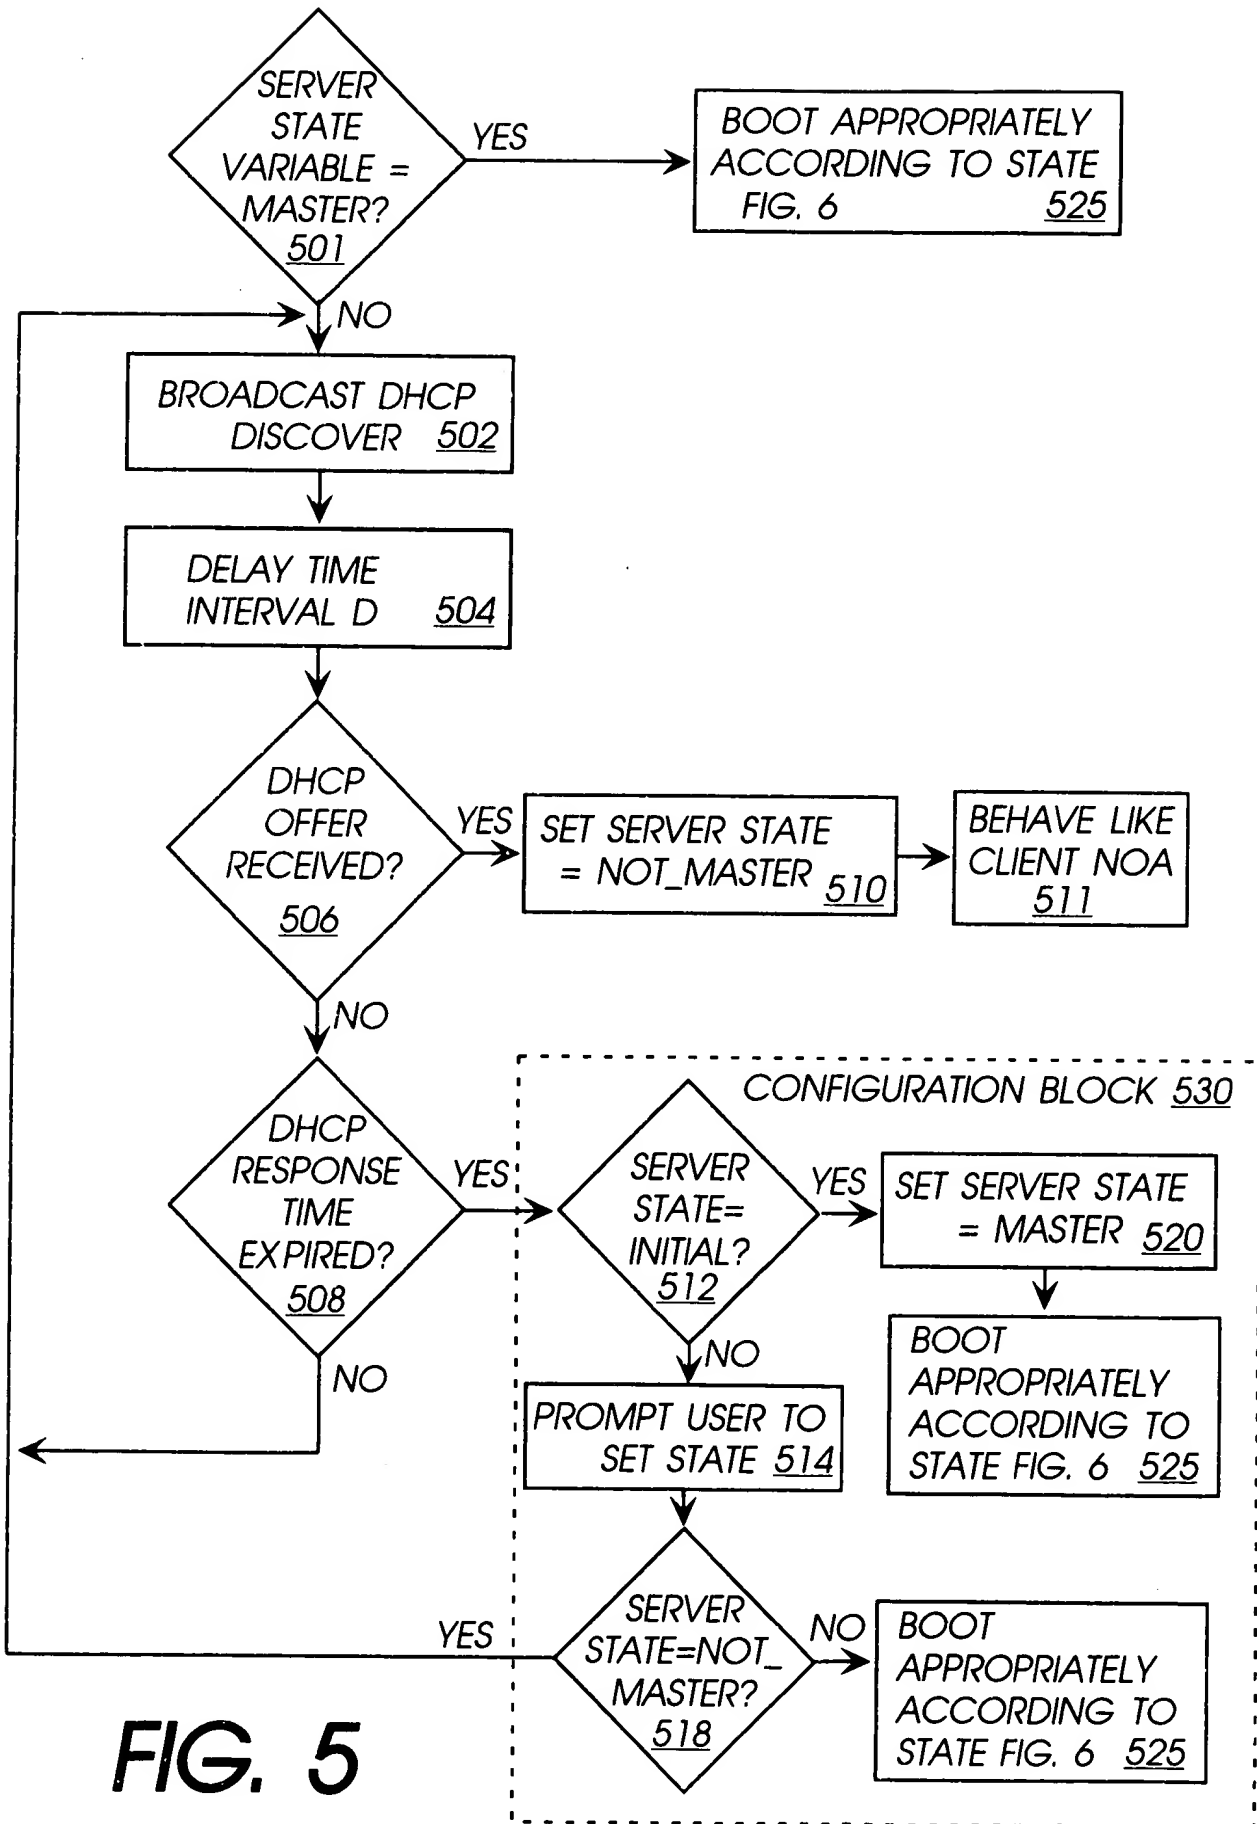 SERVER
STATE
VARIABLE =
MASTER?
501
YES
BOOT APPROPRIATELY
ACCORDING TO STATE
FIG. 6 525
NO
BROADCAST DHCP
DISCOVER 502
DELAY TIME
INTERVAL D 504
DHCP
OFFER
RECEIVED?
506
YES
SET SERVER STATE
= NOT_MASTER 510
BEHAVE LIKE
CLIENT NOA
511
NO
DHCP
RESPONSE
TIME
EXPIRED?
508
YES
NO
CONFIGURATION BLOCK 530
SERVER
STATE=
INITIAL?
512
YES
SET SERVER STATE
= MASTER 520
BOOT
APPROPRIATELY
ACCORDING TO
STATE FIG. 6 525
NO
PROMPT USER TO
SET STATE 514
SERVER
STATE=NOT_
MASTER?
518
YES
NO
BOOT
APPROPRIATELY
ACCORDING TO
STATE FIG. 6 525
FIG. 5